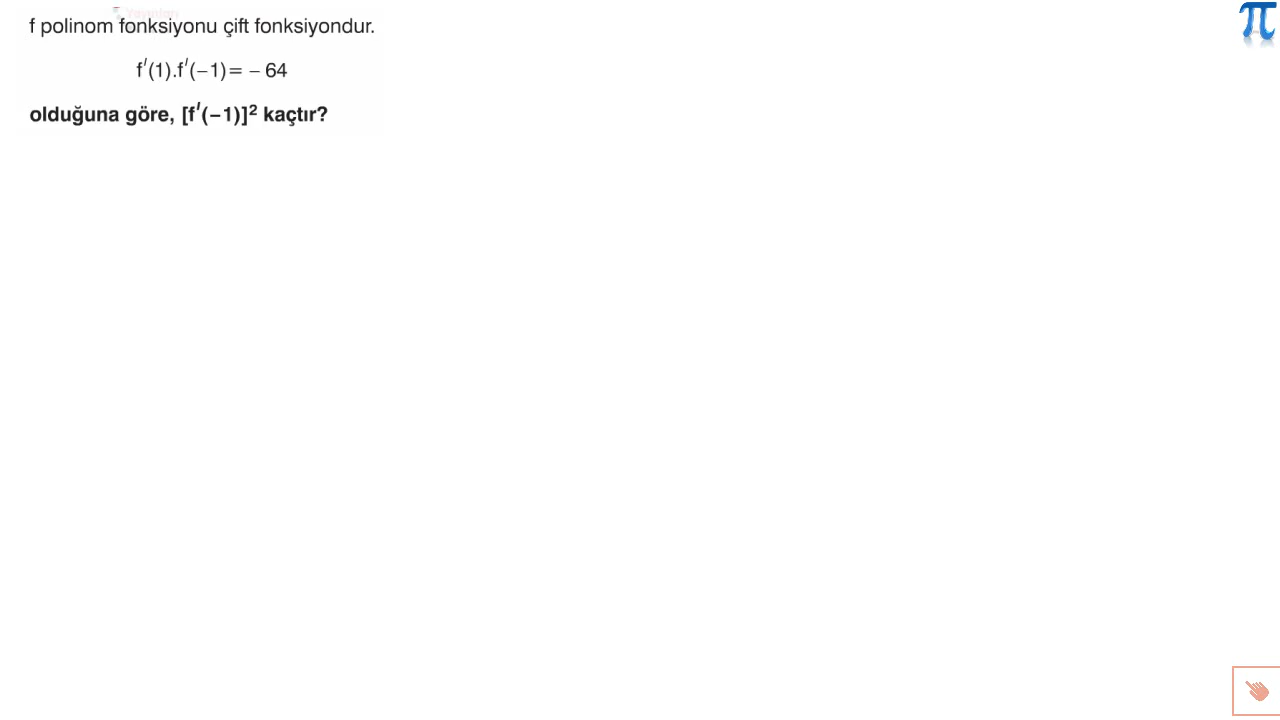 f polinom fonksiyonu çift fonksiyondur.
f′(1).f′(−1)= − 64
olduğuna göre, [f′(−1)]² kaçtır?